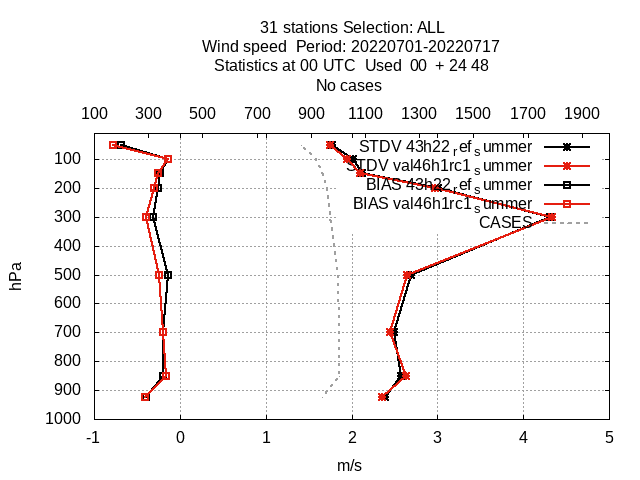 31 stations Selection: ALL
Wind speed  Period: 20220701-20220717
Statistics at 00 UTC  Used  00  + 24 48
No cases
100 300 500 700 900 1100 1300 1500 1700 1900
STDV 43h22_ref_summer
STDV val46h1rc1_summer
BIAS 43h22_ref_summer
BIAS val46h1rc1_summer
CASES
hPa
100
200
300
400
500
600
700
800
900
1000
-1 0 1 2 3 4 5
m/s